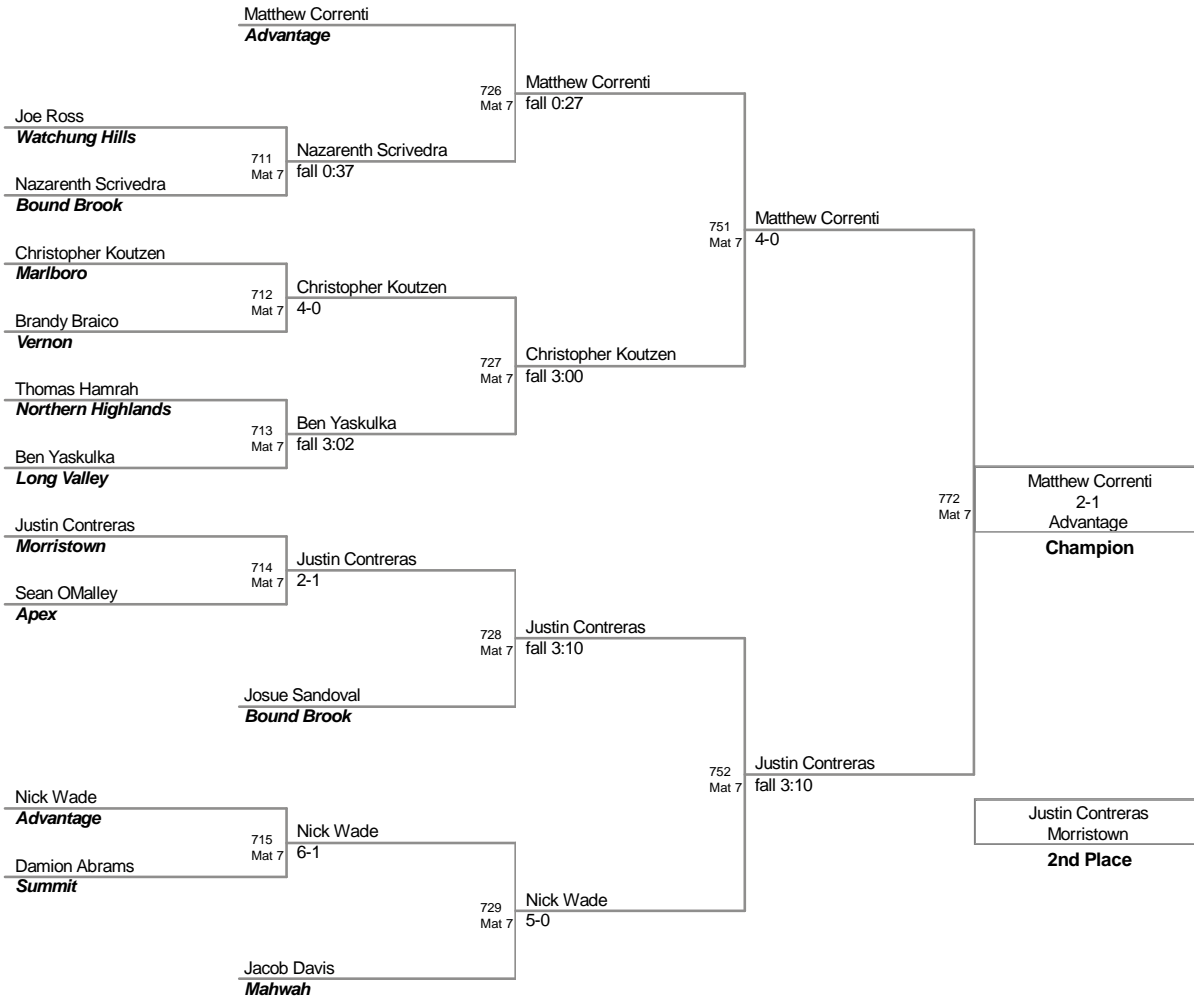 Matthew Correnti
Advantage
726
Mat 7
Matthew Correnti
fall 0:27
Joe Ross
Watchung Hills
711
Mat 7
Nazarenth Scrivedra
fall 0:37
Nazarenth Scrivedra
Bound Brook
751
Mat 7
Matthew Correnti
4-0
Christopher Koutzen
Marlboro
712
Mat 7
Christopher Koutzen
4-0
Brandy Braico
Vernon
727
Mat 7
Christopher Koutzen
fall 3:00
Thomas Hamrah
Northern Highlands
713
Mat 7
Ben Yaskulka
fall 3:02
Ben Yaskulka
Long Valley
772
Mat 7
Matthew Correnti
2-1
Advantage
Champion
Justin Contreras
Morristown
714
Mat 7
Justin Contreras
2-1
Sean OMalley
Apex
728
Mat 7
Justin Contreras
fall 3:10
Josue Sandoval
Bound Brook
752
Mat 7
Justin Contreras
fall 3:10
Nick Wade
Advantage
715
Mat 7
Nick Wade
6-1
Damion Abrams
Summit
Justin Contreras
Morristown
2nd Place
729
Mat 7
Nick Wade
5-0
Jacob Davis
Mahwah